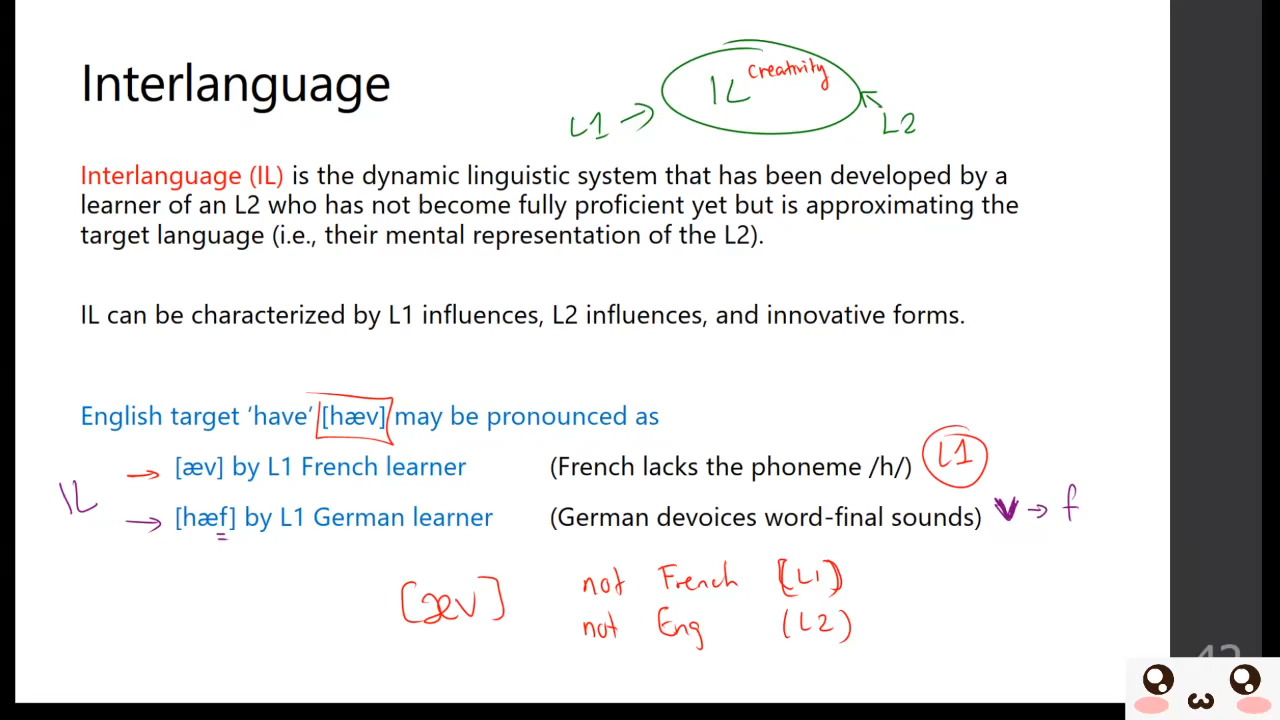 Interlanguage
creativity
IL
L1 →
L2
Interlanguage (IL) is the dynamic linguistic system that has been developed by a
learner of an L2 who has not become fully proficient yet but is approximating the
target language (i.e., their mental representation of the L2).
IL can be characterized by L1 influences, L2 influences, and innovative forms.
English target ‘have’ [hæv] may be pronounced as
→ [æv] by L1 French learner (French lacks the phoneme /h/) L1
IL
→ [hæf] by L1 German learner (German devoices word-final sounds) v → f
[æv]
not French (L1)
not Eng (L2)